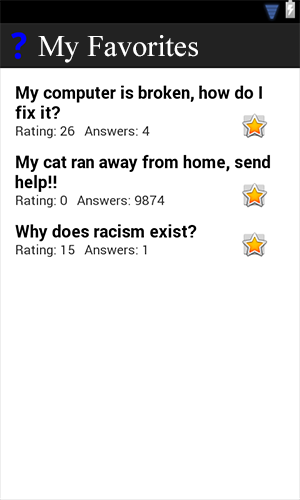 ? My Favorites
My computer is broken, how do I
fix it?
Rating: 26 Answers: 4
My cat ran away from home, send
help!!
Rating: 0 Answers: 9874
Why does racism exist?
Rating: 15 Answers: 1